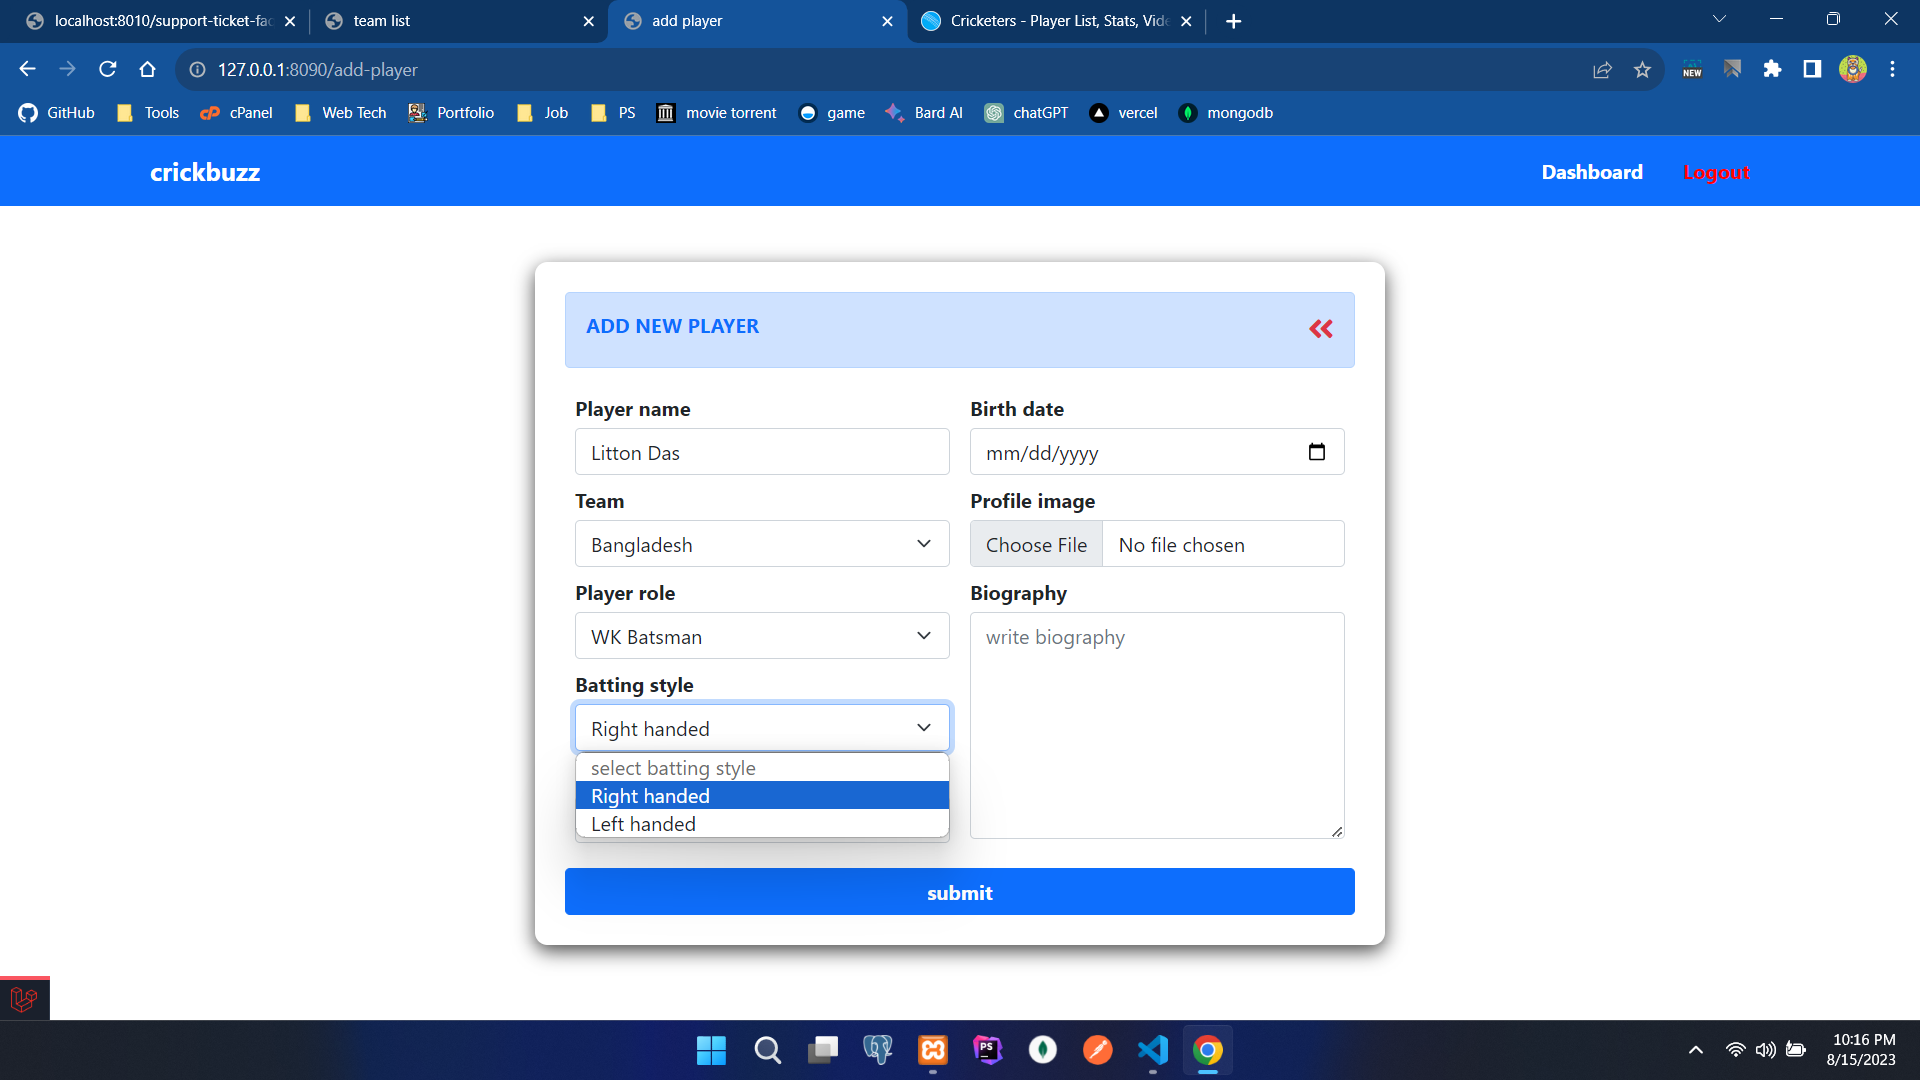 localhost:8010/support-ticket-fac
team list
add player
Cricketers - Player List, Stats, Vide
127.0.0.1:8090/add-player
NEW
GitHub
Tools
cPanel
Web Tech
Portfolio
Job
PS
movie torrent
game
Bard AI
chatGPT
vercel
mongodb
crickbuzz
Dashboard
Logout
ADD NEW PLAYER
Player name
Birth date
Litton Das
mm/dd/yyyy
Team
Profile image
Bangladesh
Choose File
No file chosen
Player role
Biography
WK Batsman
write biography
Batting style
Right handed
select batting style
Right handed
Left handed
submit
PS
10:16 PM
8/15/2023